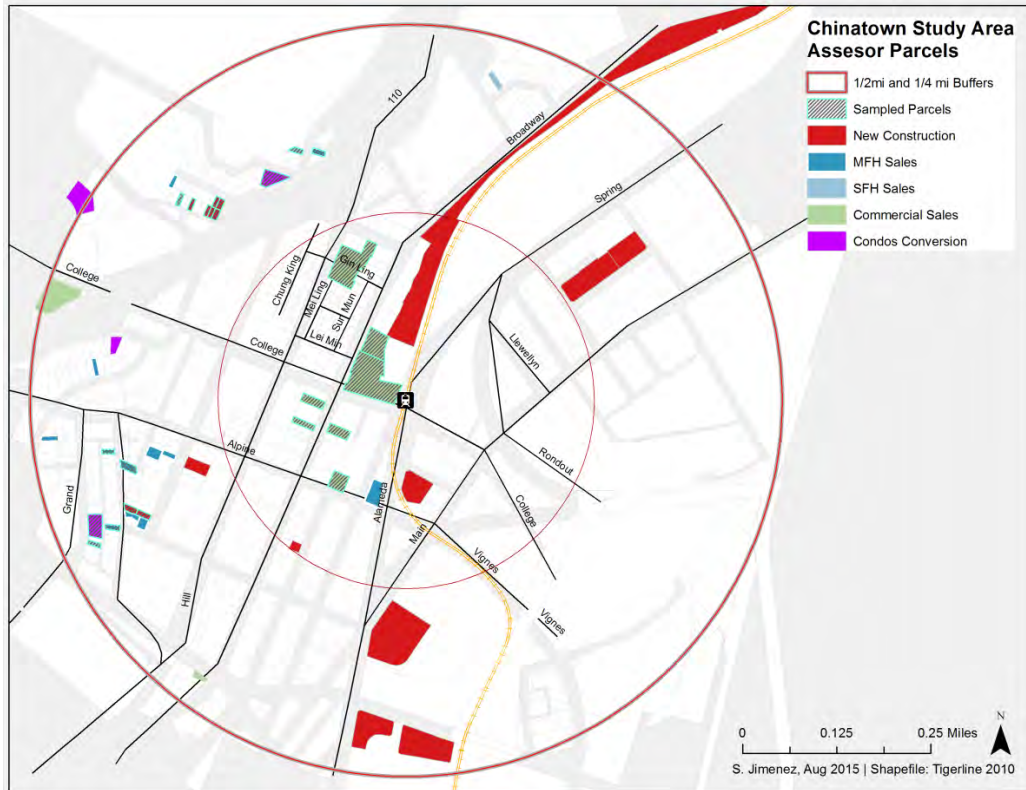 Chinatown Study Area
Assesor Parcels
1/2mi and 1/4 mi Buffers
Sampled Parcels
New Construction
MFH Sales
SFH Sales
Commercial Sales
Condos Conversion
110
Broadway
Spring
Gin Ling
Chung King
Mei Ling
Sun Mun
Lei Min
College
College
Llewellyn
Rondout
College
Alpine
Grand
Hill
Alameda
Main
Vignes
Vignes
N
0 0.125 0.25 Miles
S. Jimenez, Aug 2015 | Shapefile: Tigerline 2010